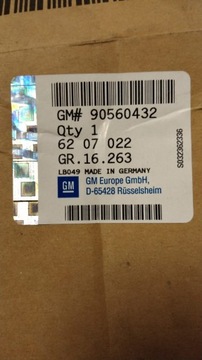 GM# 90560432
Qty 1
62 07 022
GR.16.263
LB049 MADE IN GERMANY
GM
GM Europe GmbH,
D-65428 Rüsselsheim
S032362336